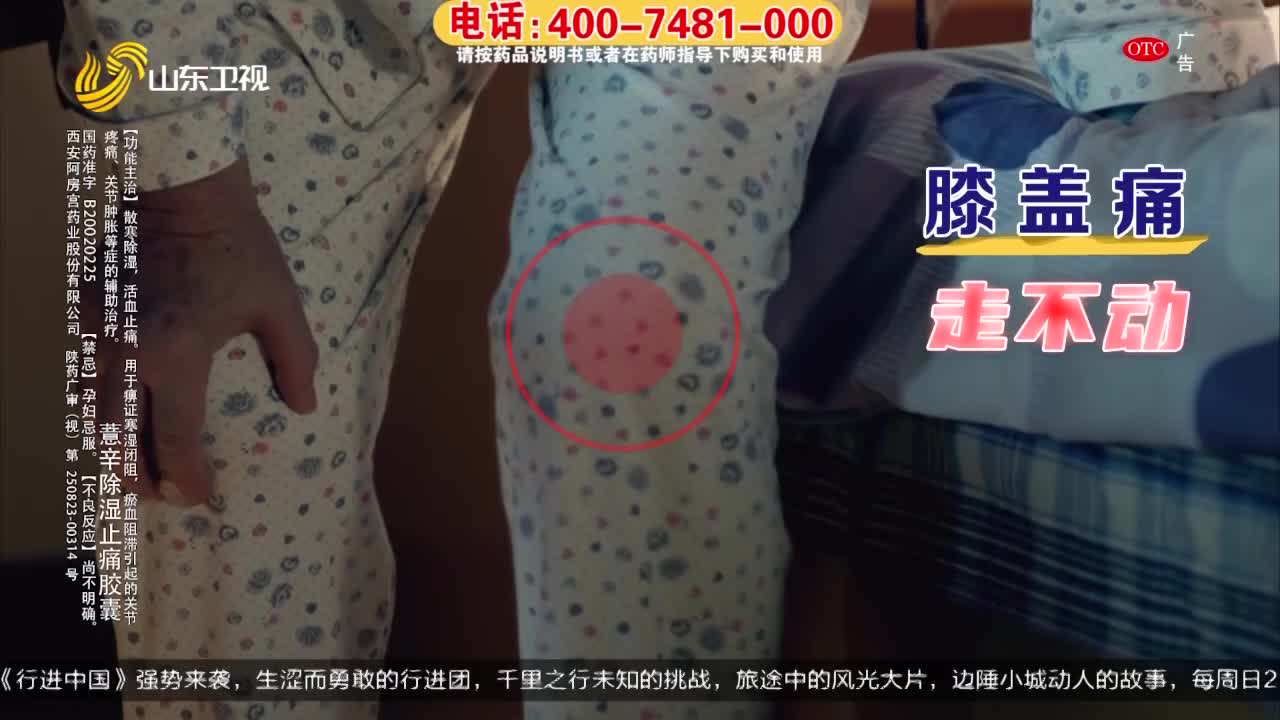 电话:400-7481-000
请按药品说明书或者在药师指导下购买和使用
山东卫视
OTC
广告
膝盖痛
走不动
【功能主治】散寒除湿,活血止痛。用于痹证寒湿闭阻,瘀血阻滞引起的关节
疼痛、关节肿胀等症的辅助治疗。
薏辛除湿止痛胶囊
国药准字 B20020225 【禁忌】孕妇忌服。【不良反应】尚不明确。
西安阿房宫药业股份有限公司 陕药广审(视)第 250823-00314 号
《行进中国》强势来袭,生涩而勇敢的行进团,千里之行未知的挑战,旅途中的风光大片,边陲小城动人的故事,每周日2